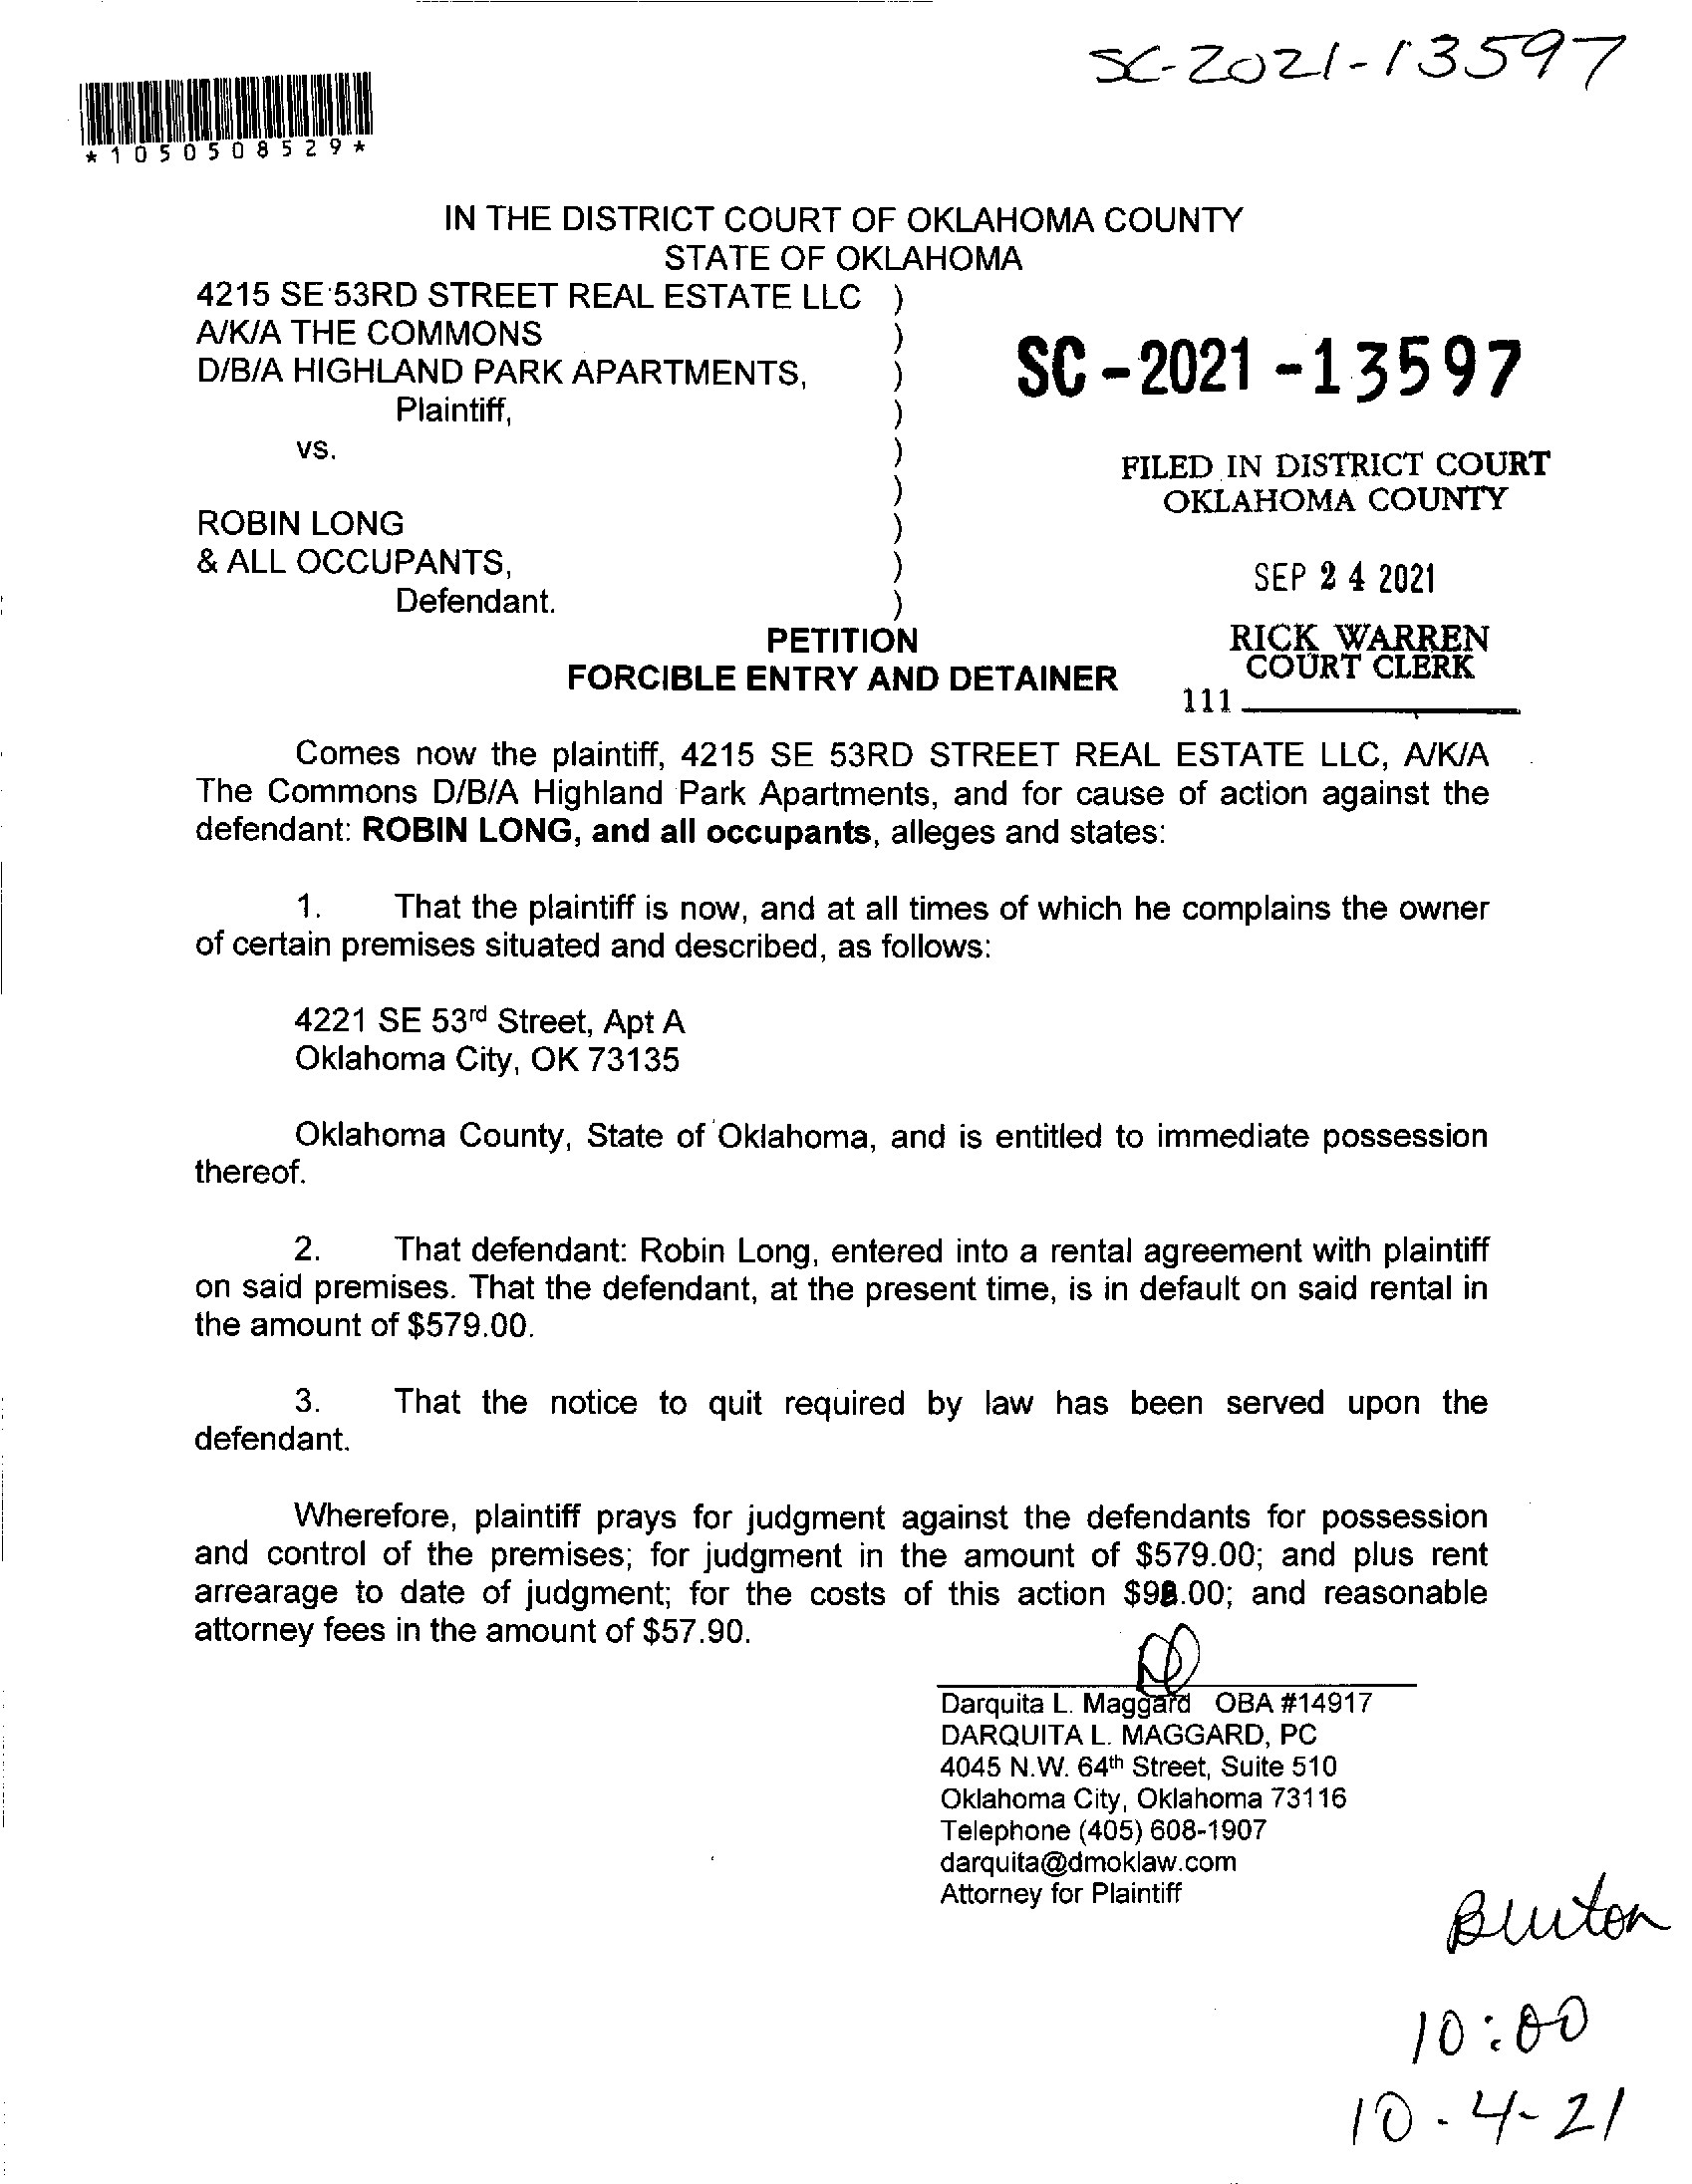 SC-2021-13597
*1050508529*
IN THE DISTRICT COURT OF OKLAHOMA COUNTY
STATE OF OKLAHOMA
4215 SE 53RD STREET REAL ESTATE LLC )
A/K/A THE COMMONS )
D/B/A HIGHLAND PARK APARTMENTS, )
Plaintiff, )
vs. )
)
ROBIN LONG )
& ALL OCCUPANTS, )
Defendant. )
SC-2021-13597
FILED IN DISTRICT COURT
OKLAHOMA COUNTY
SEP 24 2021
RICK WARREN
COURT CLERK
111
PETITION
FORCIBLE ENTRY AND DETAINER
Comes now the plaintiff, 4215 SE 53RD STREET REAL ESTATE LLC, A/K/A
The Commons D/B/A Highland Park Apartments, and for cause of action against the
defendant: ROBIN LONG, and all occupants, alleges and states:
1. That the plaintiff is now, and at all times of which he complains the owner
of certain premises situated and described, as follows:
4221 SE 53rd Street, Apt A
Oklahoma City, OK 73135
Oklahoma County, State of Oklahoma, and is entitled to immediate possession
thereof.
2. That defendant: Robin Long, entered into a rental agreement with plaintiff
on said premises. That the defendant, at the present time, is in default on said rental in
the amount of $579.00.
3. That the notice to quit required by law has been served upon the
defendant.
Wherefore, plaintiff prays for judgment against the defendants for possession
and control of the premises; for judgment in the amount of $579.00; and plus rent
arrearage to date of judgment; for the costs of this action and reasonable
attorney fees in the amount of $57.90.
Darquita L. Maggard OBA #14917
DARQUITA L. MAGGARD, PC
4045 N.W. 64th Street, Suite 510
Oklahoma City, Oklahoma 73116
Telephone (405) 608-1907
darquita@dmoklaw.com
Attorney for Plaintiff
10:00
10-4-21